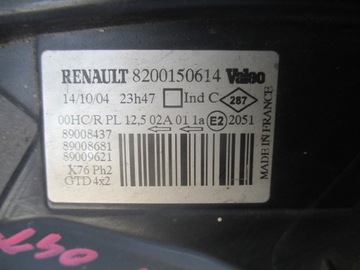 RENAULT 8200150614 Valeo
14/10/04 23h47 Ind C 287
00HC/R PL 12,5 02A 01 1a E2 2051
89008437
89008681
89009621
K76 Ph2
GTD 4x2
MADE IN FRANCE